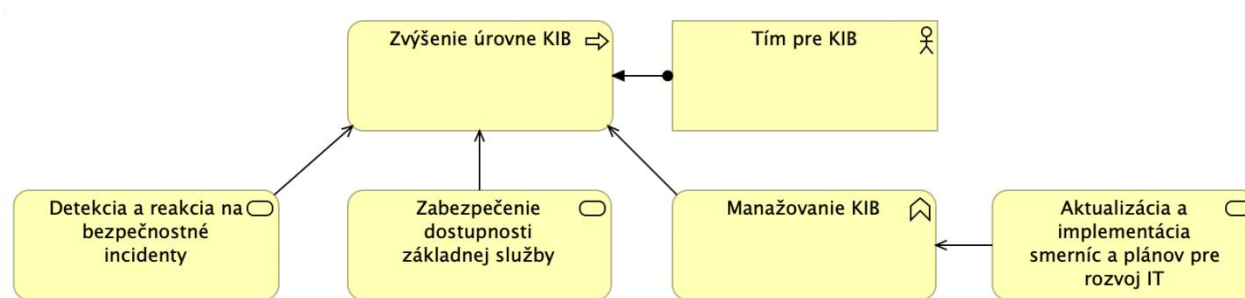 Zvýšenie úrovne KIB
Tím pre KIB
Detekcia a reakcia na
bezpečnostné
incidenty
Zabezpečenie
dostupnosti
základnej služby
Manažovanie KIB
Aktualizácia a
implementácia
smerníc a plánov pre
rozvoj IT